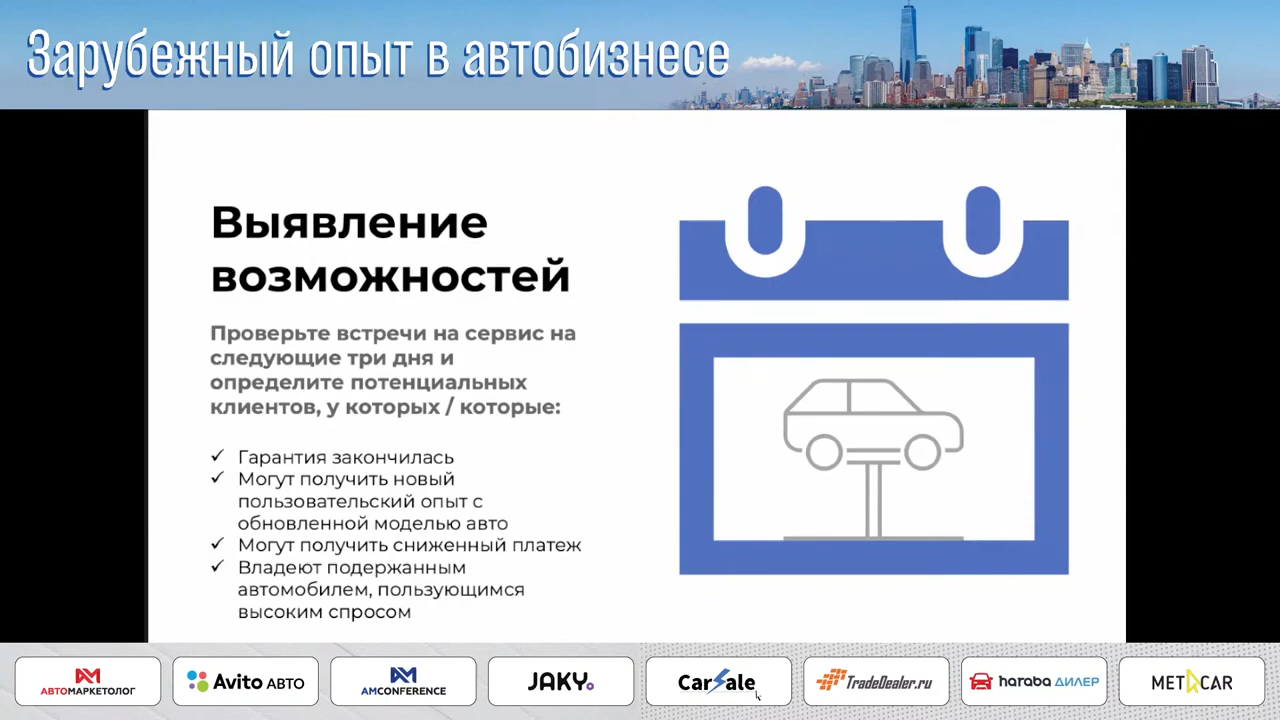 Зарубежный опыт в автобизнесе
Выявление
возможностей
Проверьте встречи на сервис на
следующие три дня и
определите потенциальных
клиентов, у которых / которые:
✓ Гарантия закончилась
✓ Могут получить новый
пользовательский опыт с
обновленной моделью авто
✓ Могут получить сниженный платеж
✓ Владеют подержанным
автомобилем, пользующимся
высоким спросом
АВТОМАРКЕТОЛОГ
Avito АВТО
AMCONFERENCE
JAKY
CarSale
TradeDealer.ru
haraba ДИЛЕР
METACAR